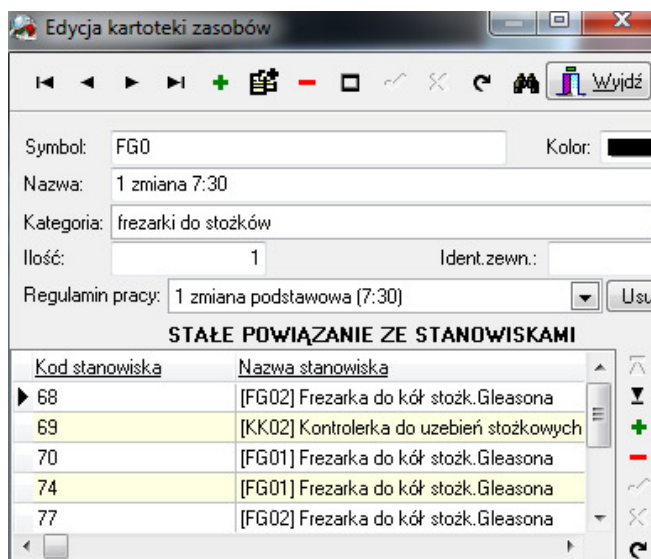 Edycja kartoteki zasobów
Wyjdź
Symbol: FG0 Kolor:
Nazwa: 1 zmiana 7:30
Kategoria: frezarki do stożków
Ilość: 1 Ident.zewn.:
Regulamin pracy: 1 zmiana podstawowa (7:30) Usu
STAŁE POWIĄZANIE ZE STANOWISKAMI
Kod stanowiska Nazwa stanowiska
68 [FG02] Frezarka do kół stożk.Gleasona
69 [KK02] Kontrolerka do uzebień stożkowych
70 [FG01] Frezarka do kół stożk.Gleasona
74 [FG01] Frezarka do kół stożk.Gleasona
77 [FG02] Frezarka do kół stożk.Gleasona